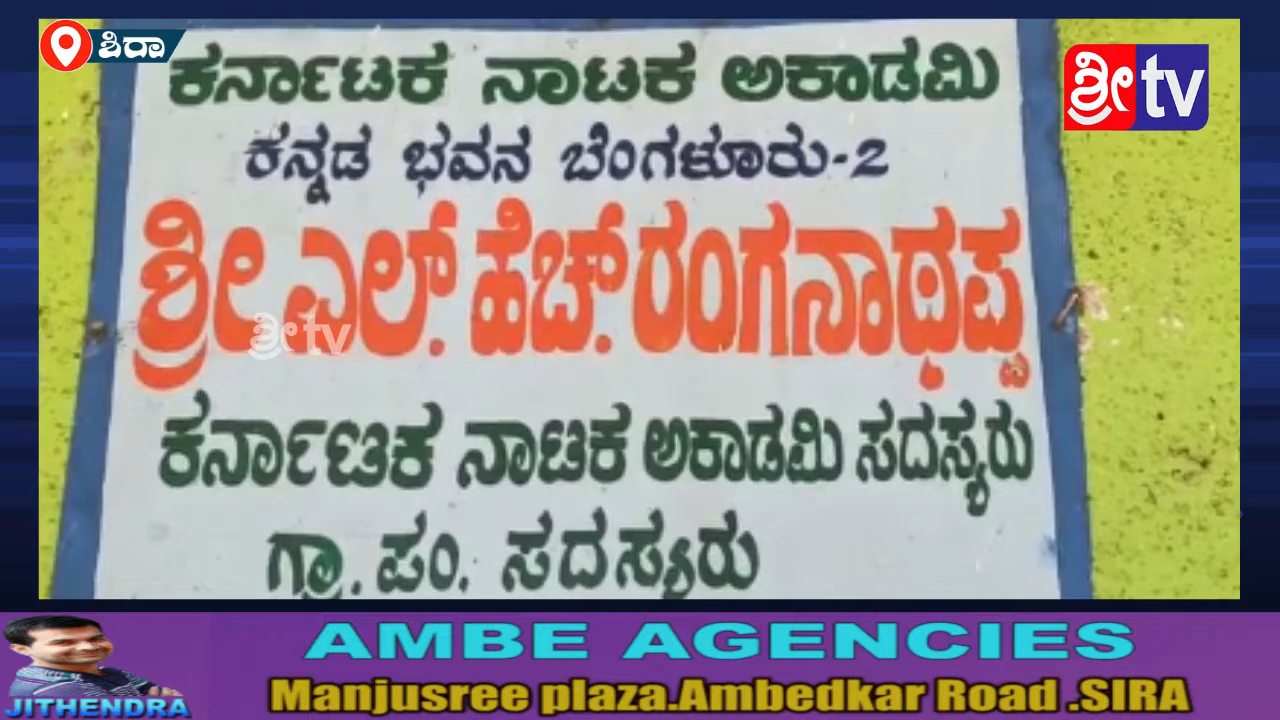 ಶಿರಾ
ಶ್ರೀ tv
ಕರ್ನಾಟಕ ನಾಟಕ ಅಕಾಡಮಿ
ಕನ್ನಡ ಭವನ ಬೆಂಗಳೂರು-2
ಶ್ರೀ ಎಲ್. ಹೆಚ್. ರಂಗನಾಥಪ್ಪ
ಶ್ರೀ tv
ಕರ್ನಾಟಕ ನಾಟಕ ಅಕಾಡಮಿ ಸದಸ್ಯರು
ಗ್ರಾ. ಪಂ. ಸದಸ್ಯರು
AMBE AGENCIES
Manjusree plaza.Ambedkar Road .SIRA
JITHENDRA